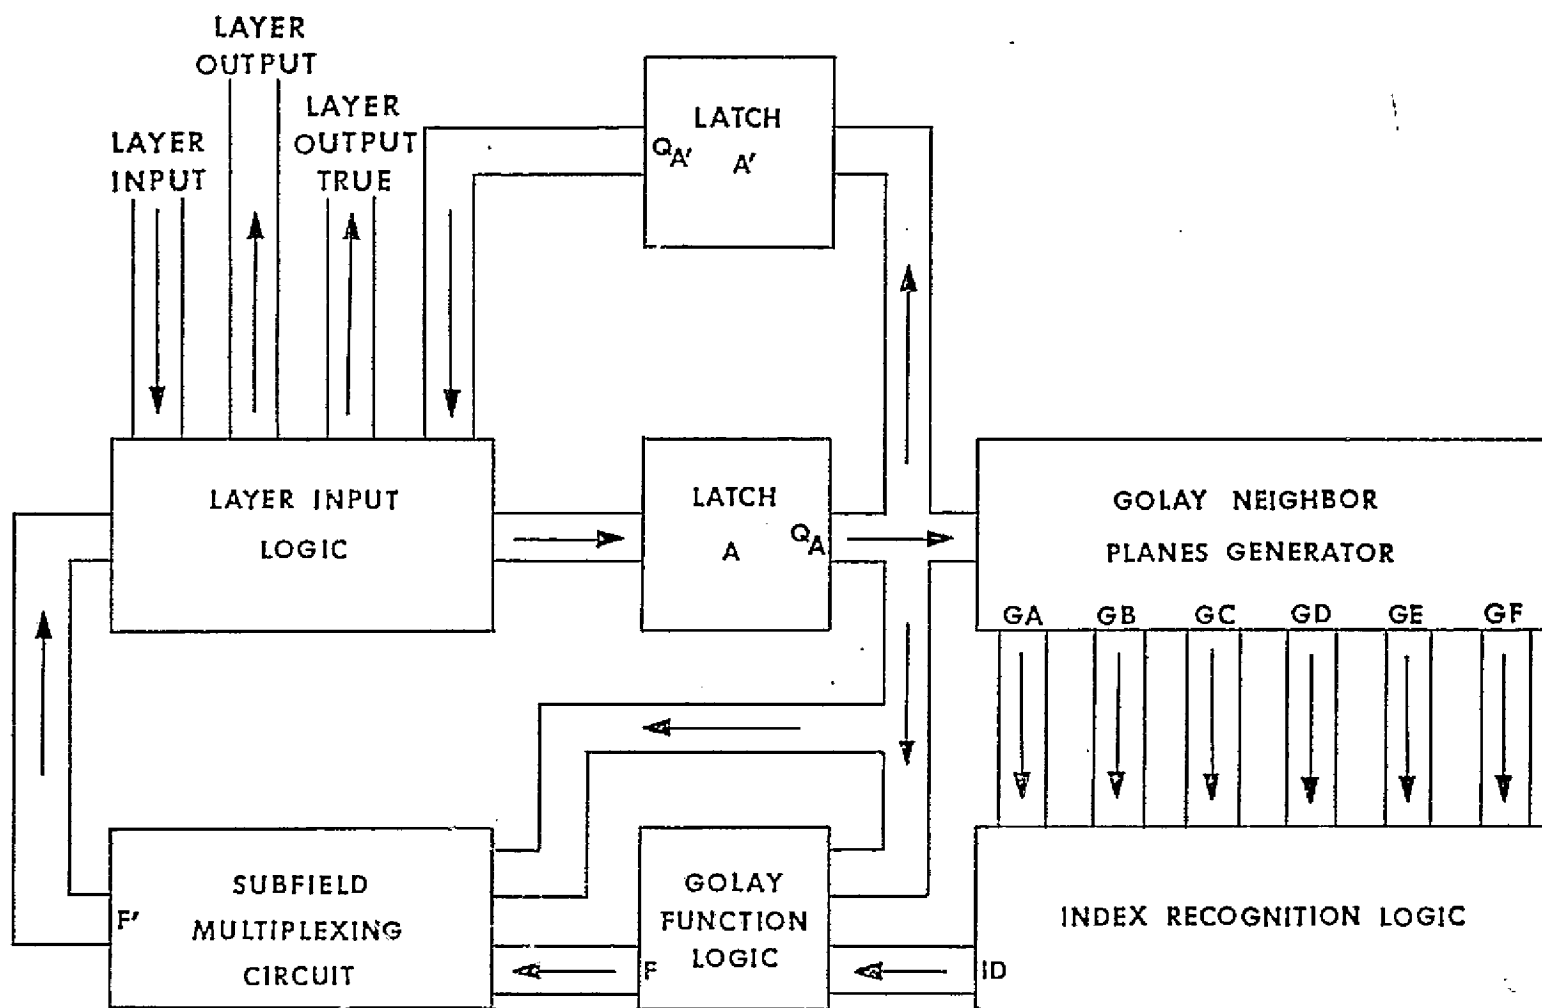 LAYER
OUTPUT
LAYER
INPUT
LAYER
OUTPUT
TRUE
LATCH
A'
QA'
LAYER INPUT
LOGIC
LATCH
A
QA
GOLAY NEIGHBOR
PLANES GENERATOR
GA GB GC GD GE GF
SUBFIELD
MULTIPLEXING
CIRCUIT
F'
GOLAY
FUNCTION
LOGIC
F
INDEX RECOGNITION LOGIC
ID